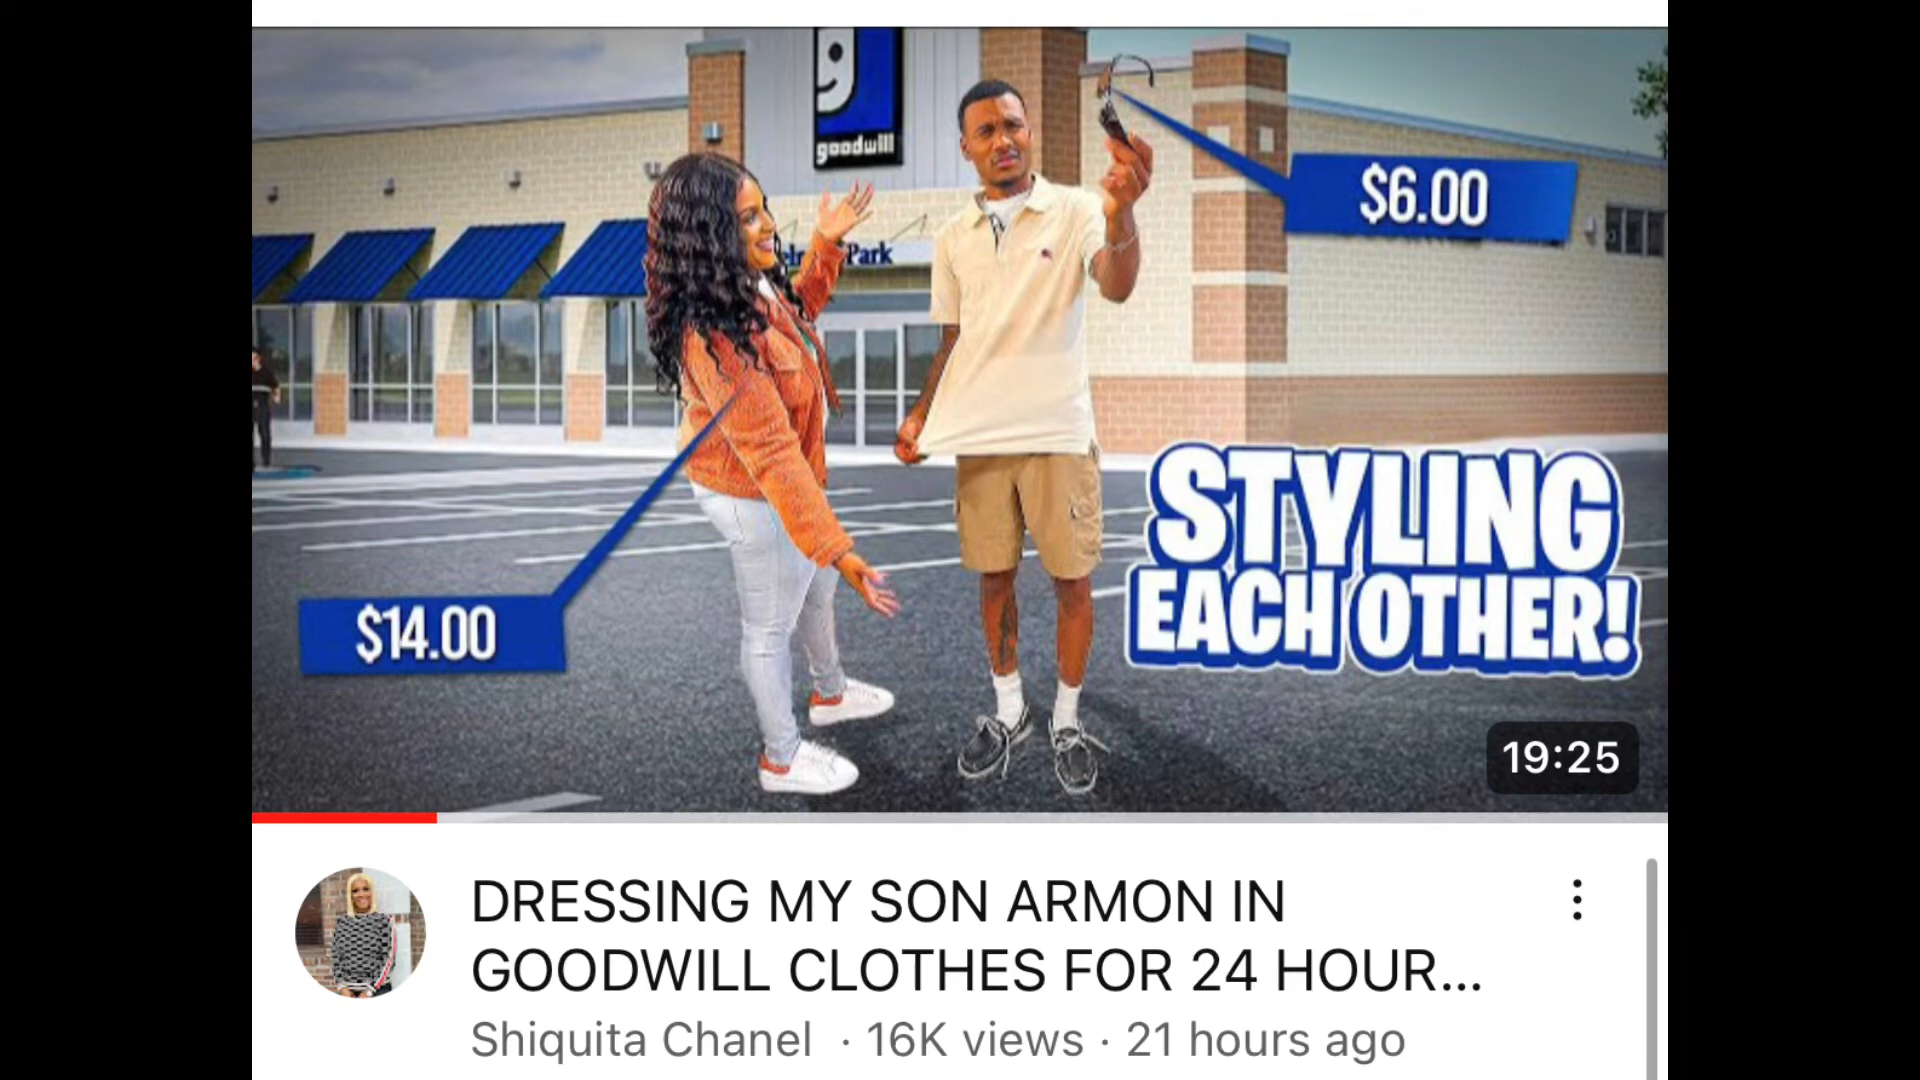 g
goodwill
Park
$6.00
$14.00
STYLING
EACH OTHER!
19:25
DRESSING MY SON ARMON IN
GOODWILL CLOTHES FOR 24 HOUR...
Shiquita Chanel · 16K views · 21 hours ago